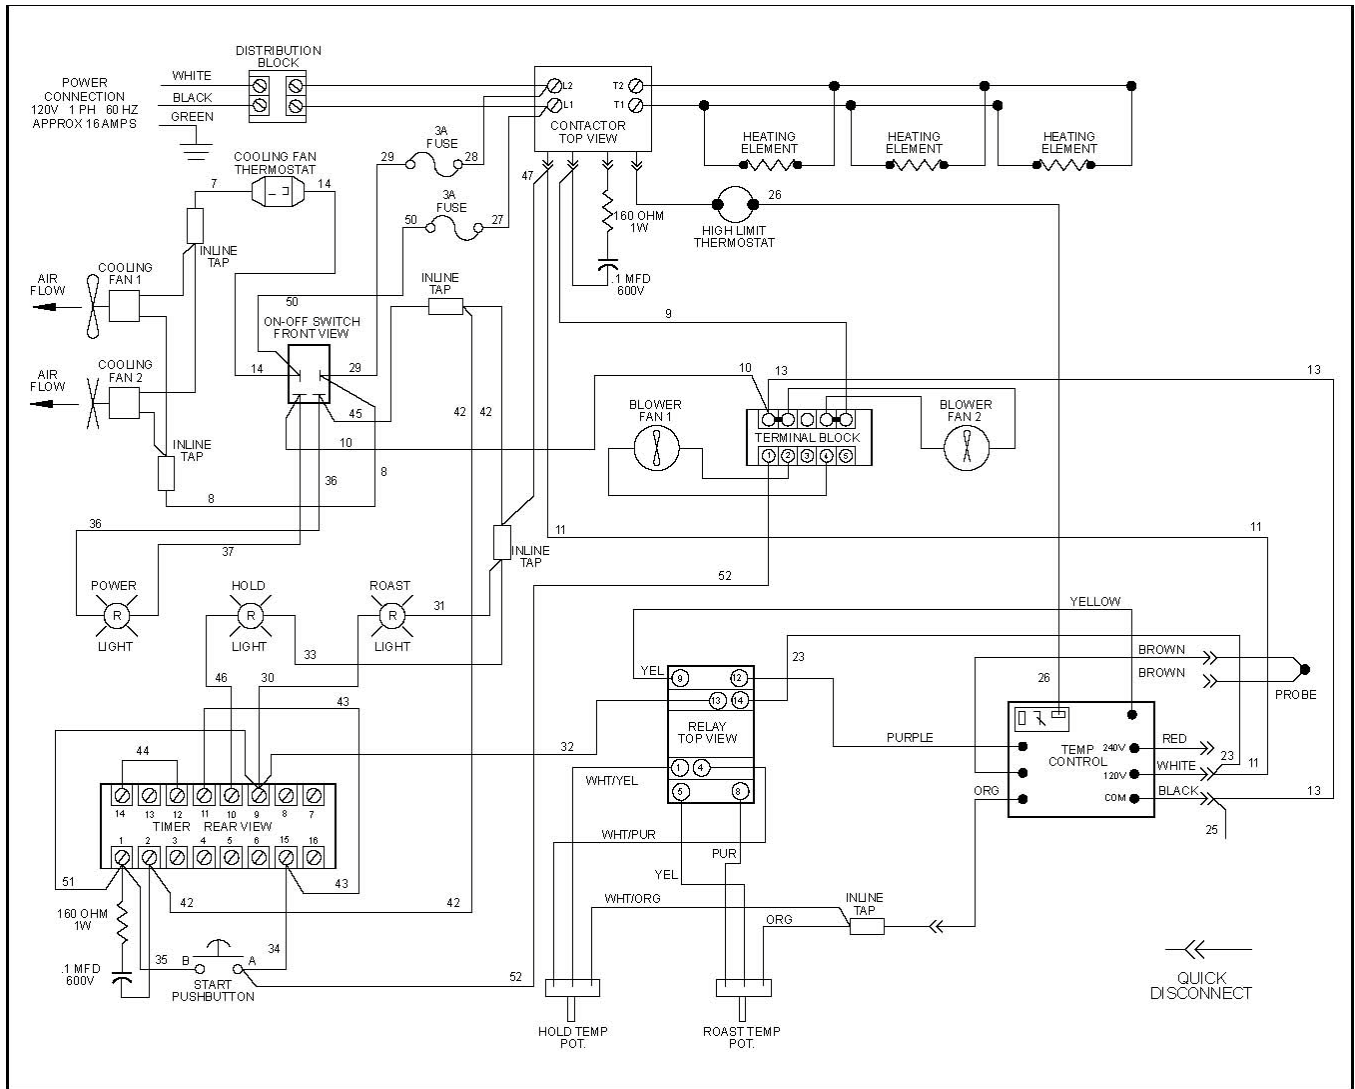 DISTRIBUTION
BLOCK
POWER
CONNECTION
120V 1 PH 60 HZ
APPROX 16 AMPS
WHITE
BLACK
GREEN
L2
L1
T2
T1
CONTACTOR
TOP VIEW
HEATING
ELEMENT
HEATING
ELEMENT
HEATING
ELEMENT
3A
FUSE
29
28
3A
FUSE
50
27
47
COOLING FAN
THERMOSTAT
7
14
INLINE
TAP
160 OHM
1W
.1 MFD
600V
26
HIGH LIMIT
THERMOSTAT
AIR
FLOW
COOLING
FAN 1
INLINE
TAP
50
9
ON-OFF SWITCH
FRONT VIEW
AIR
FLOW
COOLING
FAN 2
14
29
45
10
13
13
42
42
BLOWER
FAN 1
BLOWER
FAN 2
TERMINAL BLOCK
1
2
3
4
5
10
INLINE
TAP
8
36
8
36
37
11
11
INLINE
TAP
52
POWER
R
LIGHT
HOLD
R
LIGHT
ROAST
R
LIGHT
31
33
46
30
43
YELLOW
YEL
9
12
13
14
RELAY
TOP VIEW
1
4
5
8
23
BROWN
BROWN
PROBE
26
PURPLE
TEMP
CONTROL
240V
120V
COM
RED
WHITE
23
11
BLACK
13
25
ORG
32
WHT/YEL
WHT/PUR
PUR
YEL
WHT/ORG
ORG
INLINE
TAP
44
14
13
12
11
10
9
8
7
TIMER REAR VIEW
1
2
3
4
5
6
15
16
51
43
42
42
160 OHM
1W
.1 MFD
600V
35
B
A
34
START
PUSHBUTTON
52
HOLD TEMP
POT.
ROAST TEMP
POT.
QUICK
DISCONNECT